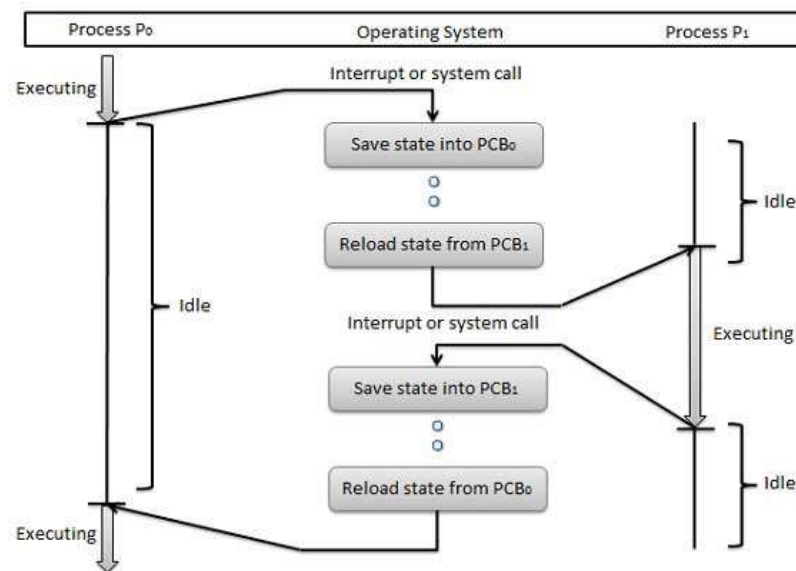 Process P₀ Operating System Process P₁
Interrupt or system call
Executing
Save state into PCB₀
Idle
Reload state from PCB₁
Idle
Interrupt or system call
Executing
Save state into PCB₁
Idle
Reload state from PCB₀
Executing